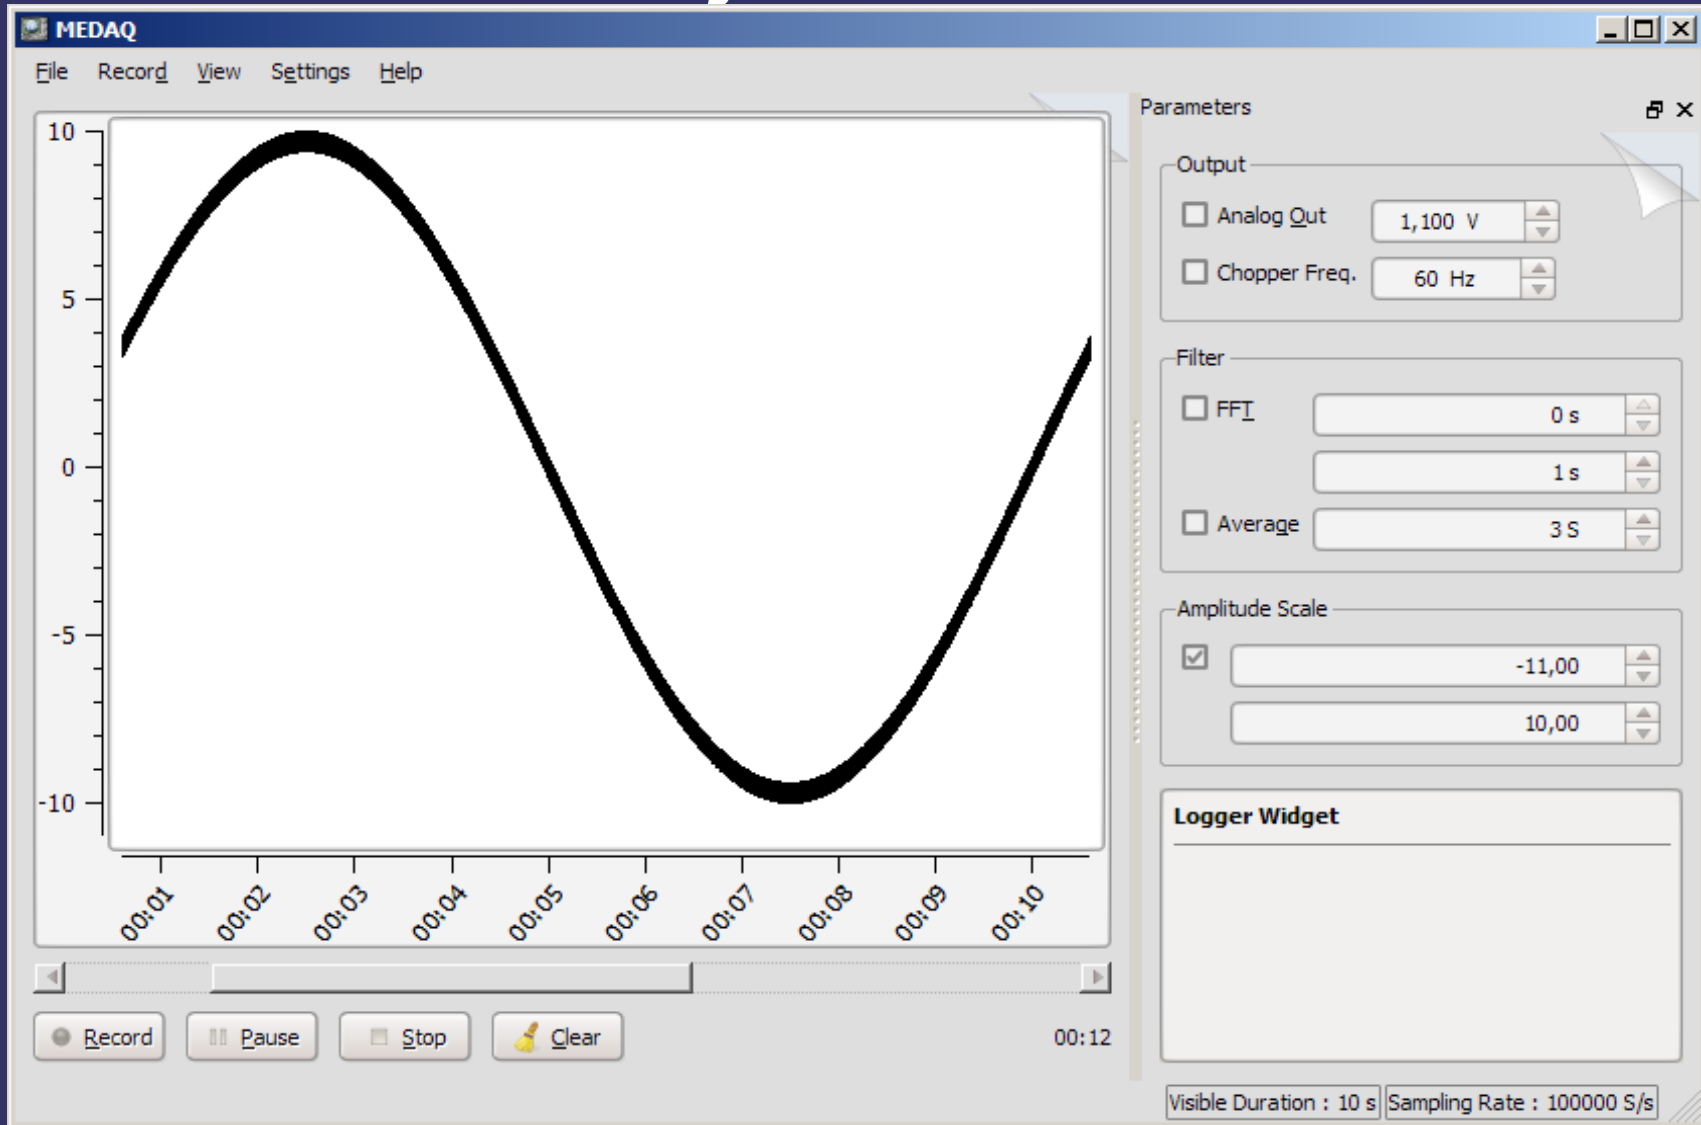 MEDAQ
File Record View Settings Help
Parameters
10
5
0
-5
-10
00:01 00:02 00:03 00:04 00:05 00:06 00:07 00:08 00:09 00:10
Record Pause Stop Clear 00:12
Output
Analog Out 1,100 V
Chopper Freq. 60 Hz
Filter
FFT 0 s
1 s
Average 3 S
Amplitude Scale
-11,00
10,00
Logger Widget
Visible Duration : 10 s Sampling Rate : 100000 S/s